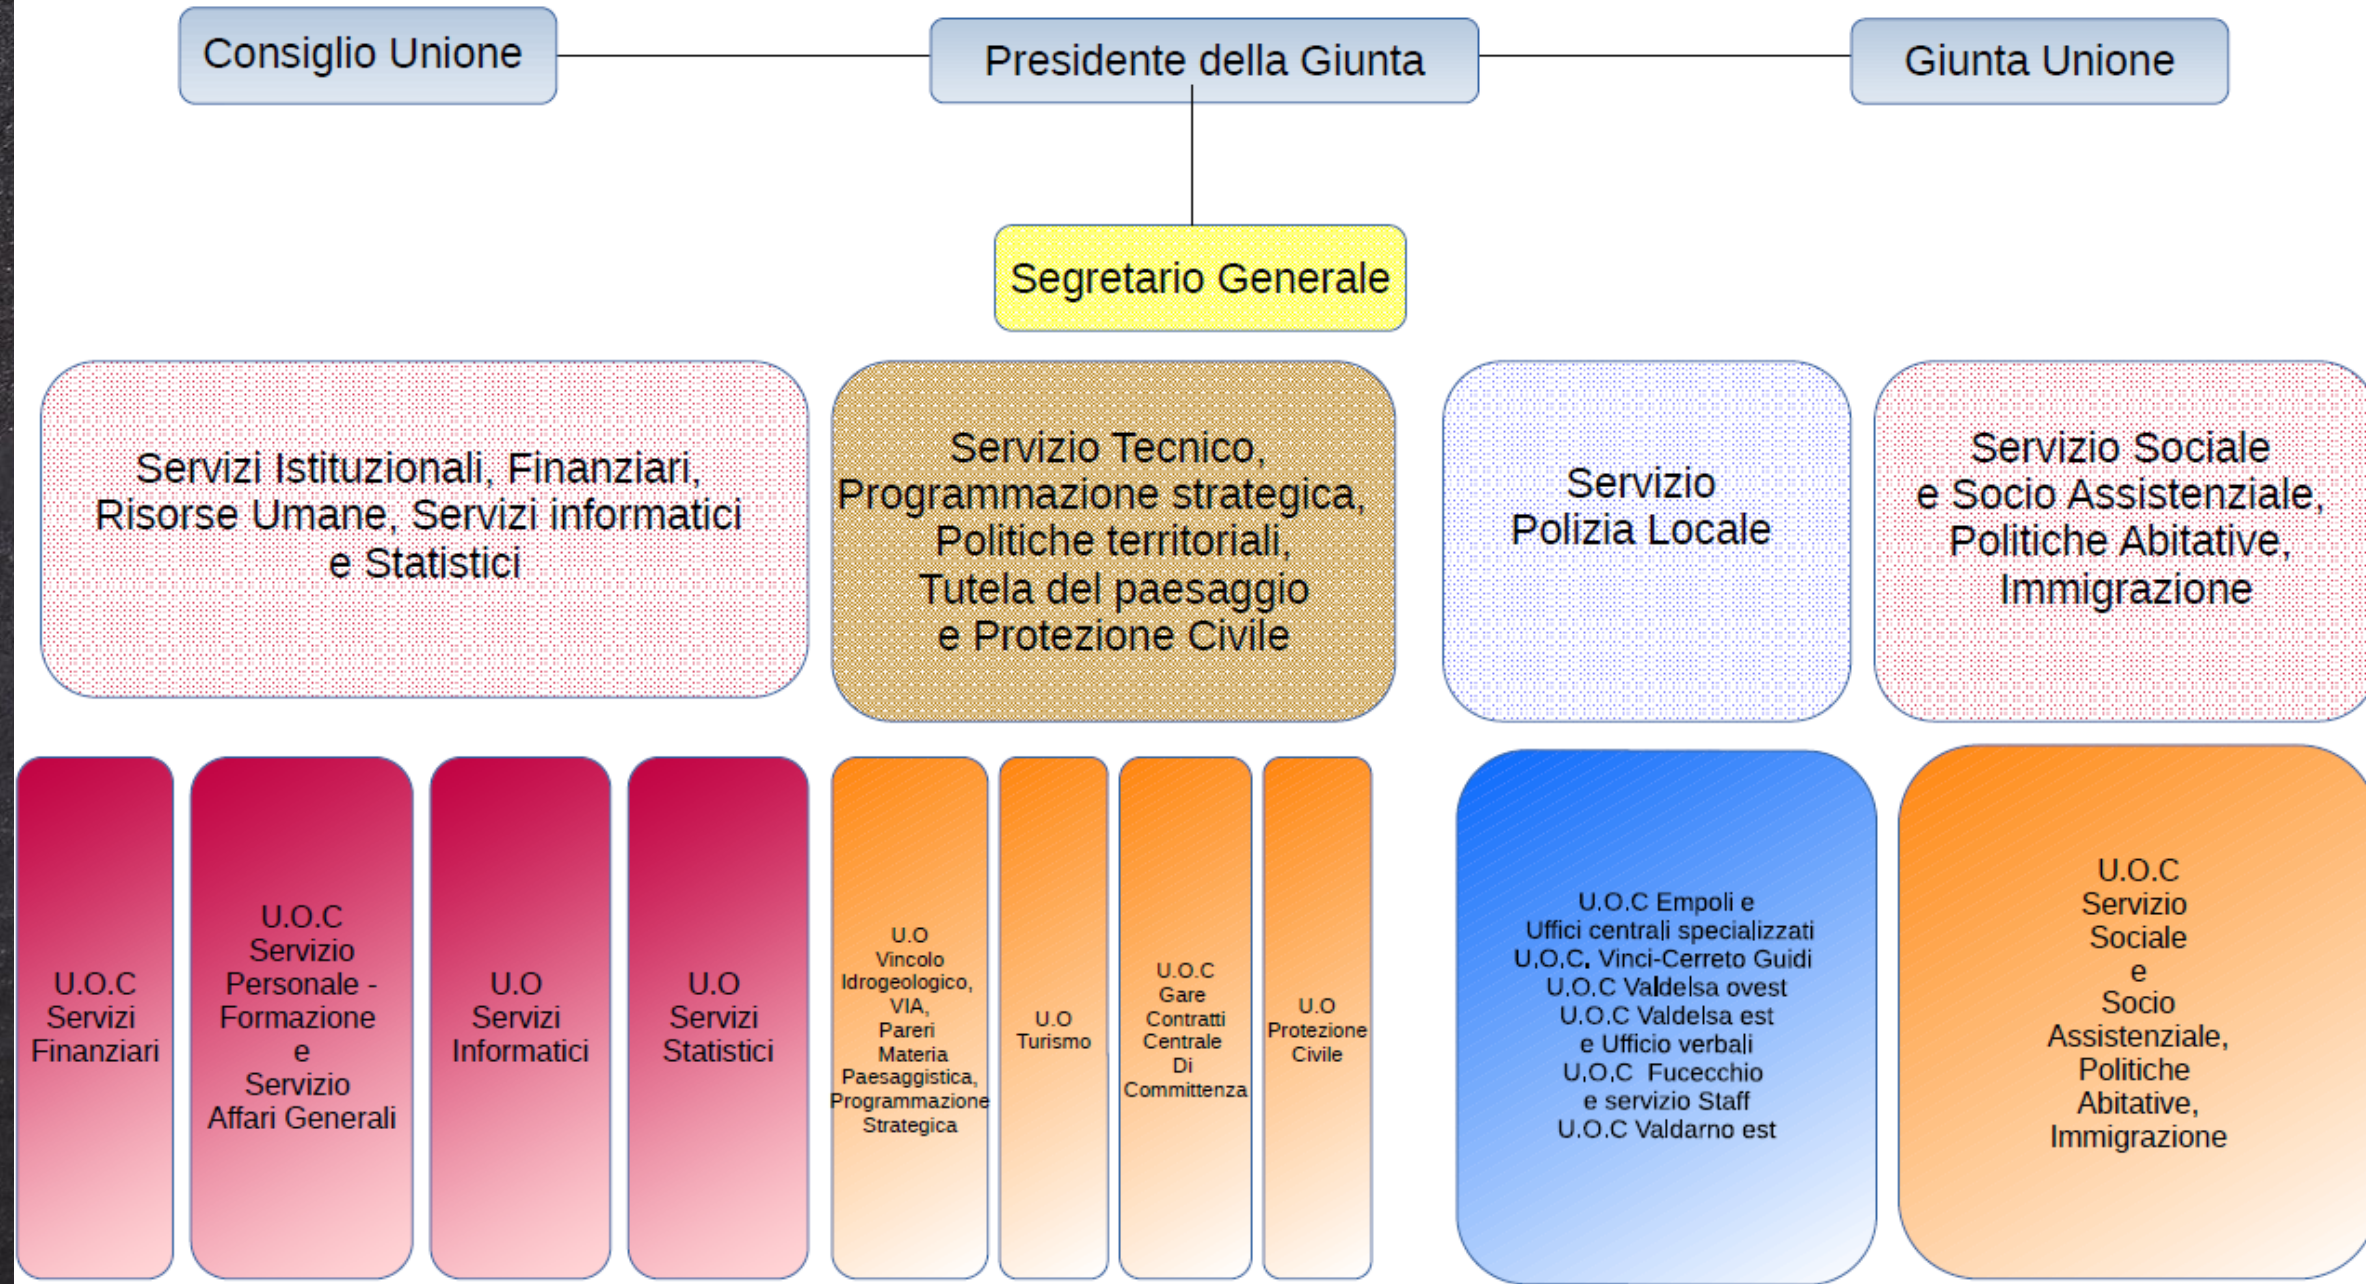 Consiglio Unione
Presidente della Giunta
Giunta Unione
Segretario Generale
Servizi Istituzionali, Finanziari,
Risorse Umane, Servizi informatici
e Statistici
Servizio Tecnico,
Programmazione strategica,
Politiche territoriali,
Tutela del paesaggio
e Protezione Civile
Servizio
Polizia Locale
Servizio Sociale
e Socio Assistenziale,
Politiche Abitative,
Immigrazione
U.O.C
Servizi
Finanziari
U.O.C
Servizio
Personale -
Formazione
e
Servizio
Affari Generali
U.O
Servizi
Informatici
U.O
Servizi
Statistici
U.O
Vincolo
Idrogeologico,
VIA,
Pareri
Materia
Paesaggistica,
Programmazione
Strategica
U.O
Turismo
U.O.C
Gare
Contratti
Centrale
Di
Committenza
U.O
Protezione
Civile
U.O.C Empoli e
Uffici centrali specializzati
U.O.C. Vinci-Cerreto Guidi
U.O.C Valdelsa ovest
U.O.C Valdelsa est
e Ufficio verbali
U.O.C Fucecchio
e servizio Staff
U.O.C Valdarno est
U.O.C
Servizio
Sociale
e
Socio
Assistenziale,
Politiche
Abitative,
Immigrazione